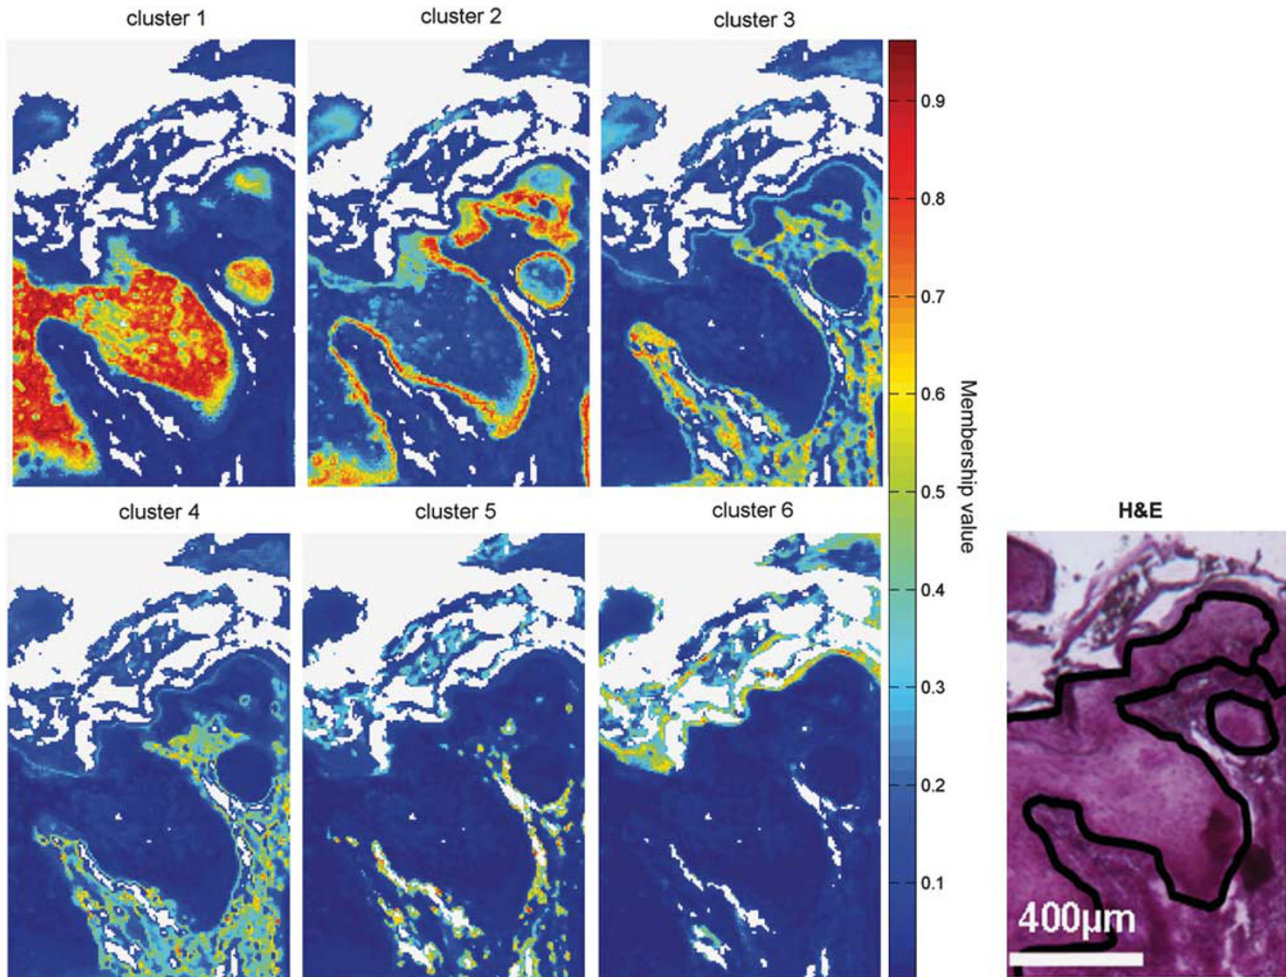 cluster 1
cluster 2
cluster 3
0.9
0.8
0.7
0.6
0.5
0.4
0.3
0.2
0.1
Membership value
cluster 4
cluster 5
cluster 6
H&E
400µm